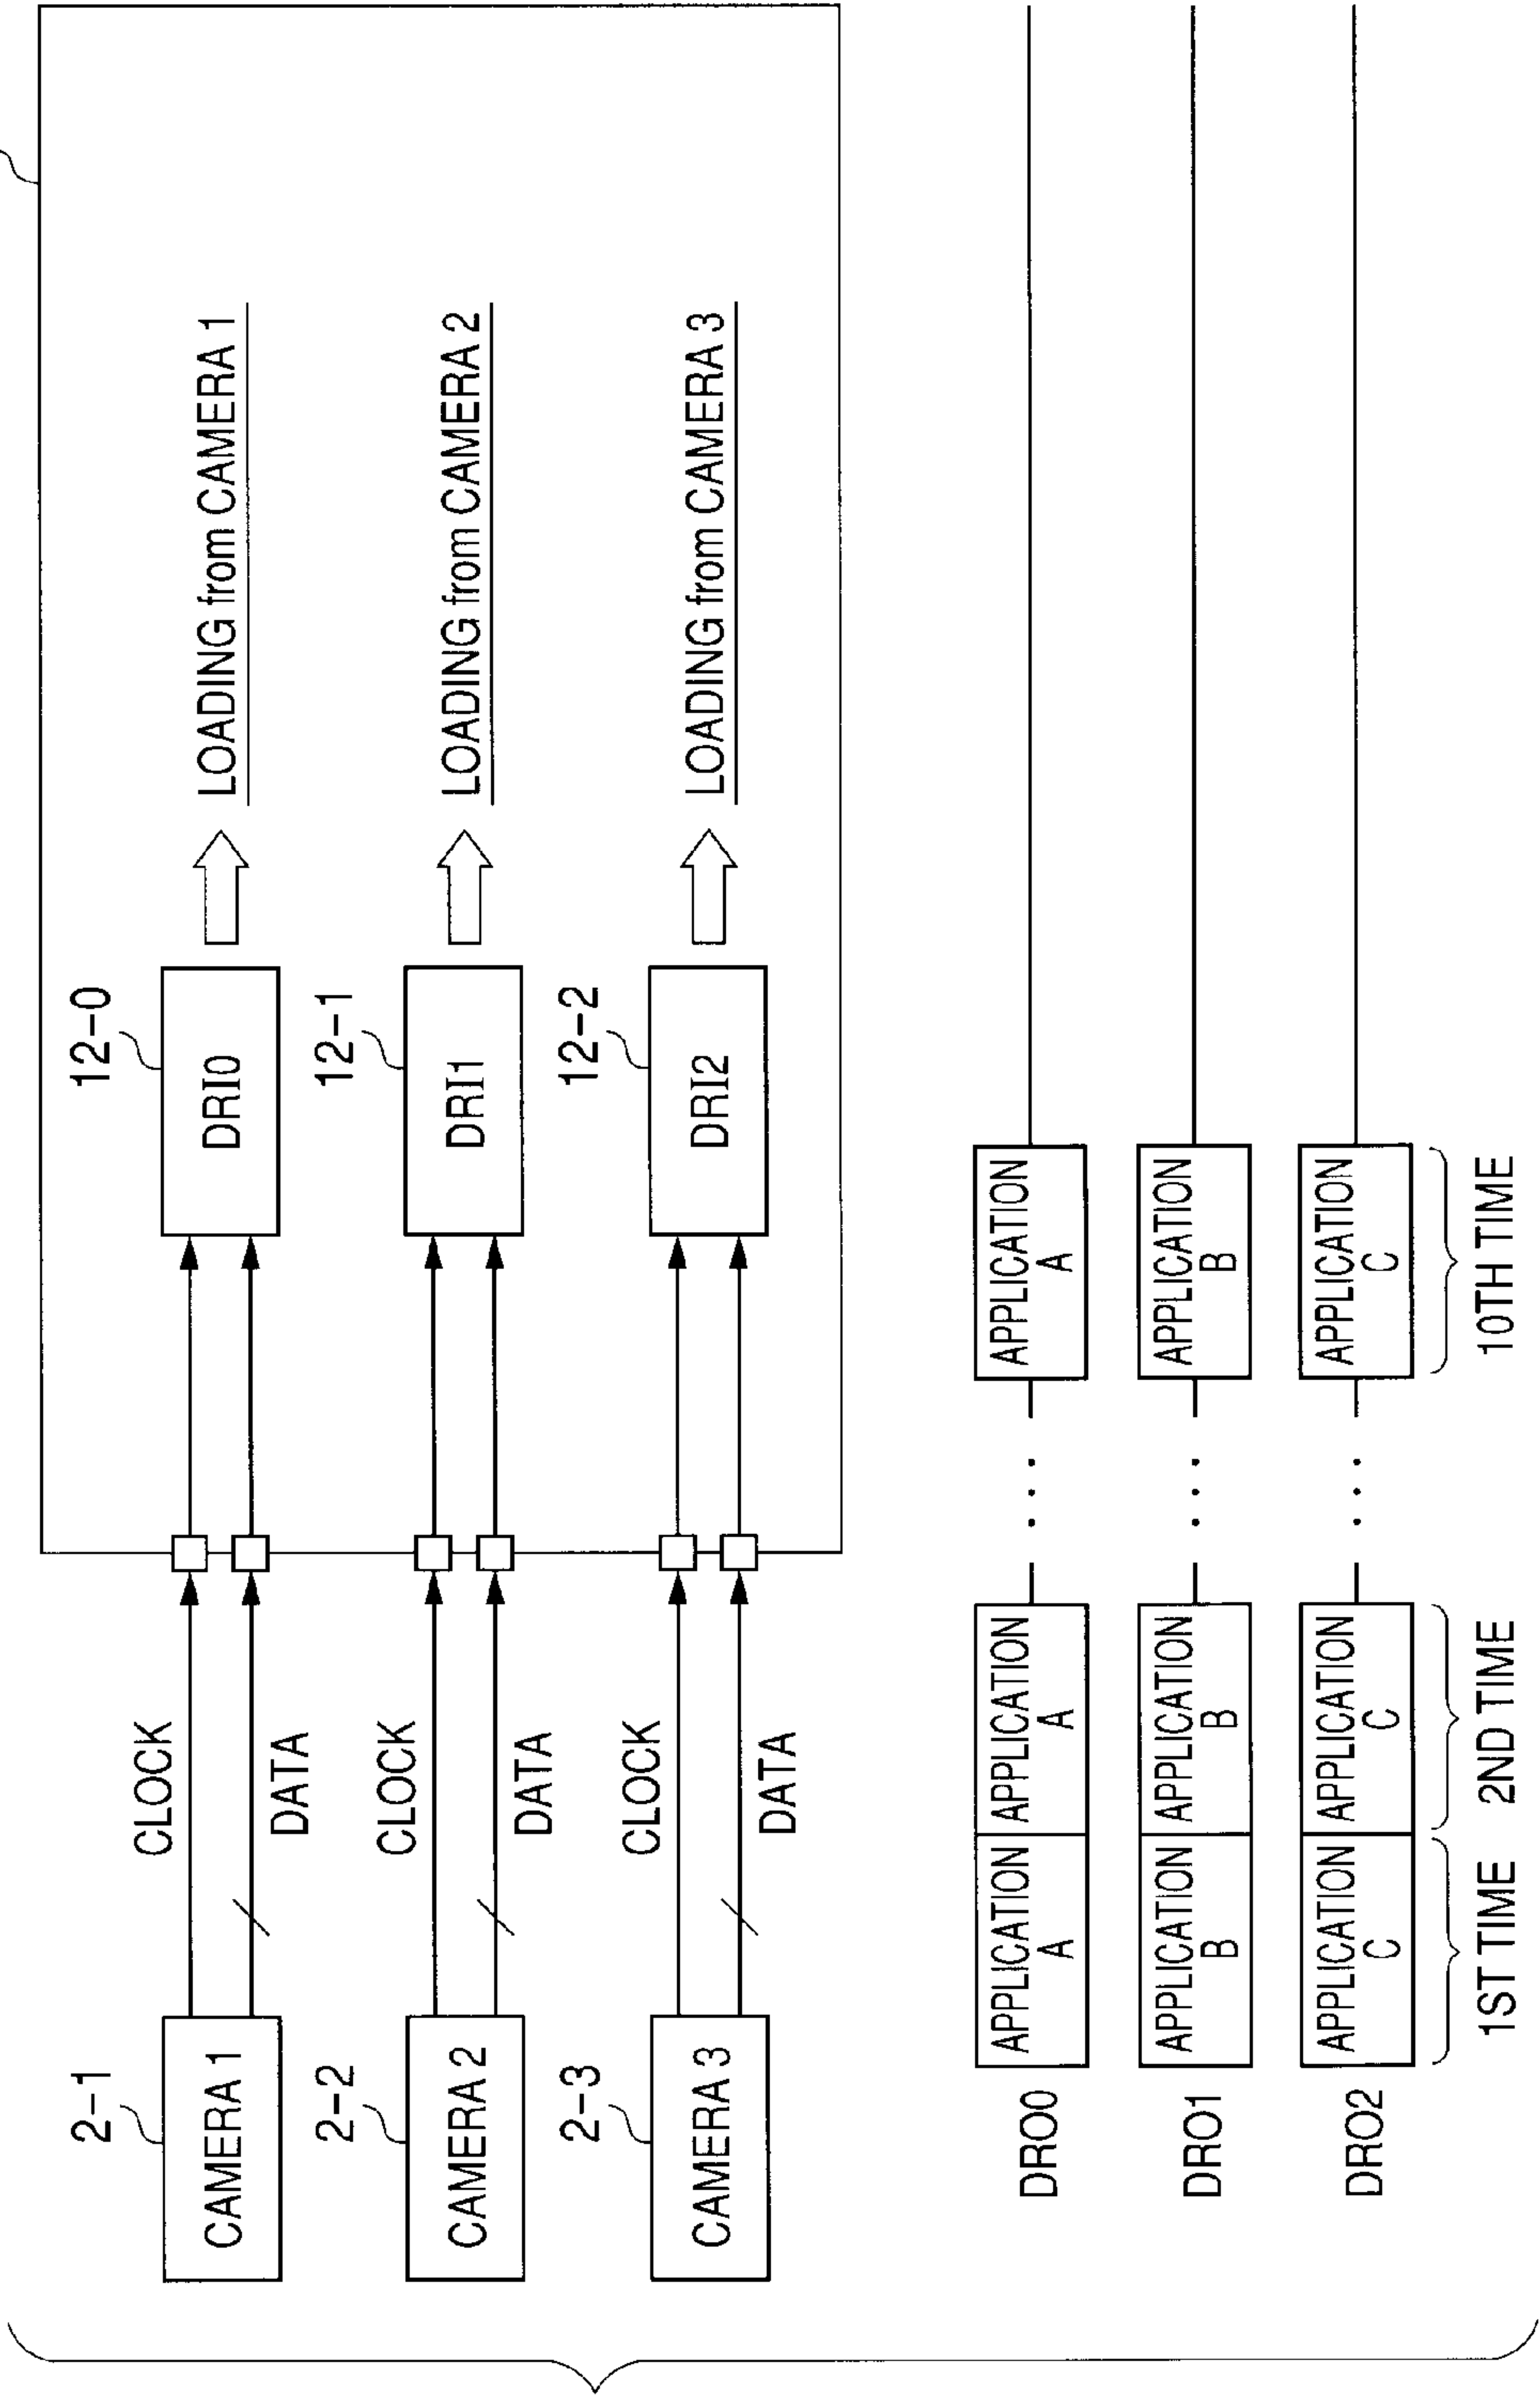 2-1
12-0
CLOCK
CAMERA 1
DRI0
LOADING from CAMERA 1
DATA
2-2
12-1
CLOCK
CAMERA 2
DRI1
LOADING from CAMERA 2
DATA
2-3
12-2
CLOCK
CAMERA 3
DRI2
LOADING from CAMERA 3
DATA
DRO0
APPLICATION
A
APPLICATION
A
...
APPLICATION
A
DRO1
APPLICATION
B
APPLICATION
B
...
APPLICATION
B
DRO2
APPLICATION
C
APPLICATION
C
...
APPLICATION
C
1ST TIME
2ND TIME
10TH TIME